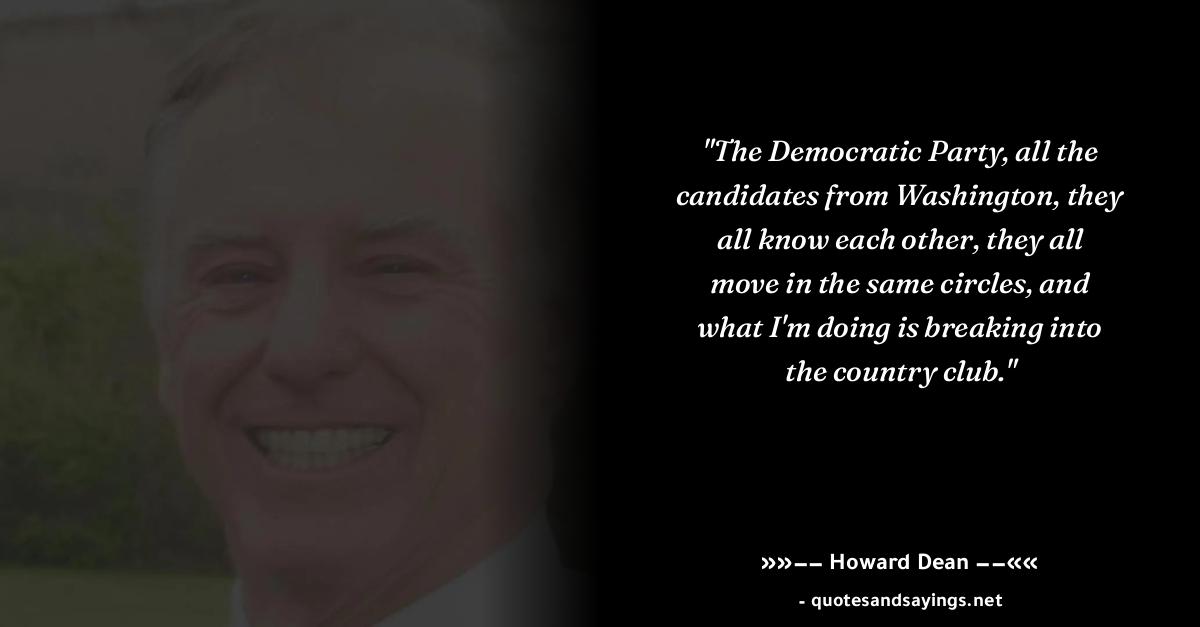 "The Democratic Party, all the
candidates from Washington, they
all know each other, they all
move in the same circles, and
what I'm doing is breaking into
the country club."
»»−− Howard Dean −−««
- quotesandsayings.net